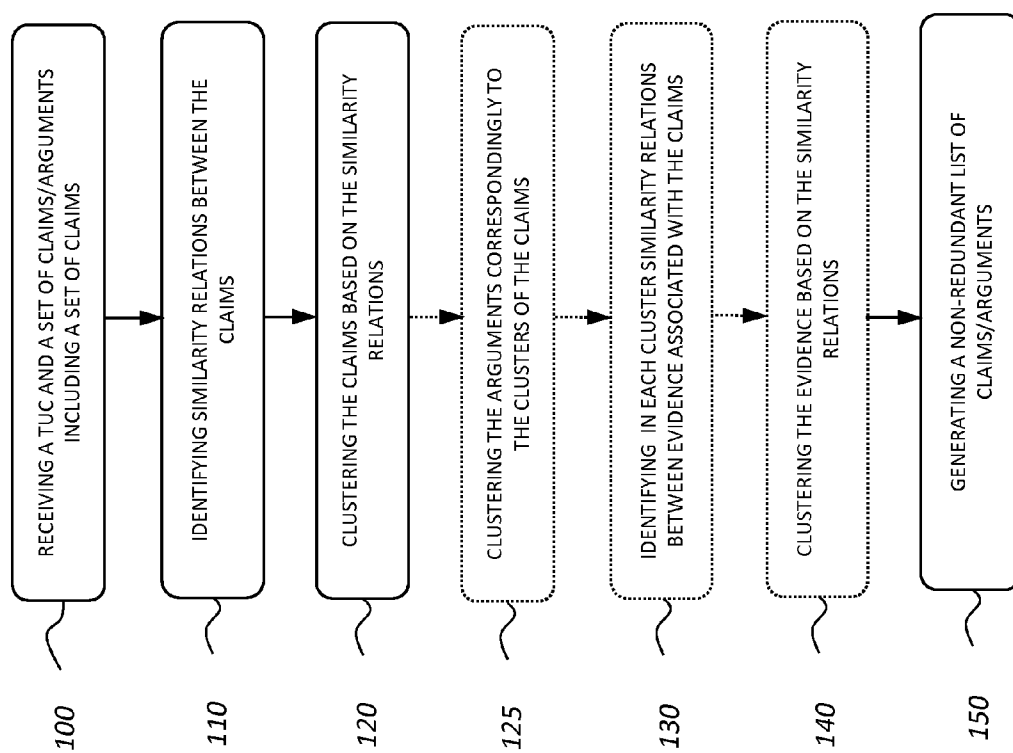 100
RECEIVING A TUC AND A SET OF CLAIMS/ARGUMENTS
INCLUDING A SET OF CLAIMS
110
IDENTIFYING SIMILARITY RELATIONS BETWEEN THE
CLAIMS
120
CLUSTERING THE CLAIMS BASED ON THE SIMILARITY
RELATIONS
125
CLUSTERING THE ARGUMENTS CORRESPONDINGLY TO
THE CLUSTERS OF THE CLAIMS
130
IDENTIFYING IN EACH CLUSTER SIMILARITY RELATIONS
BETWEEN EVIDENCE ASSOCIATED WITH THE CLAIMS
140
CLUSTERING THE EVIDENCE BASED ON THE SIMILARITY
RELATIONS
150
GENERATING A NON-REDUNDANT LIST OF
CLAIMS/ARGUMENTS